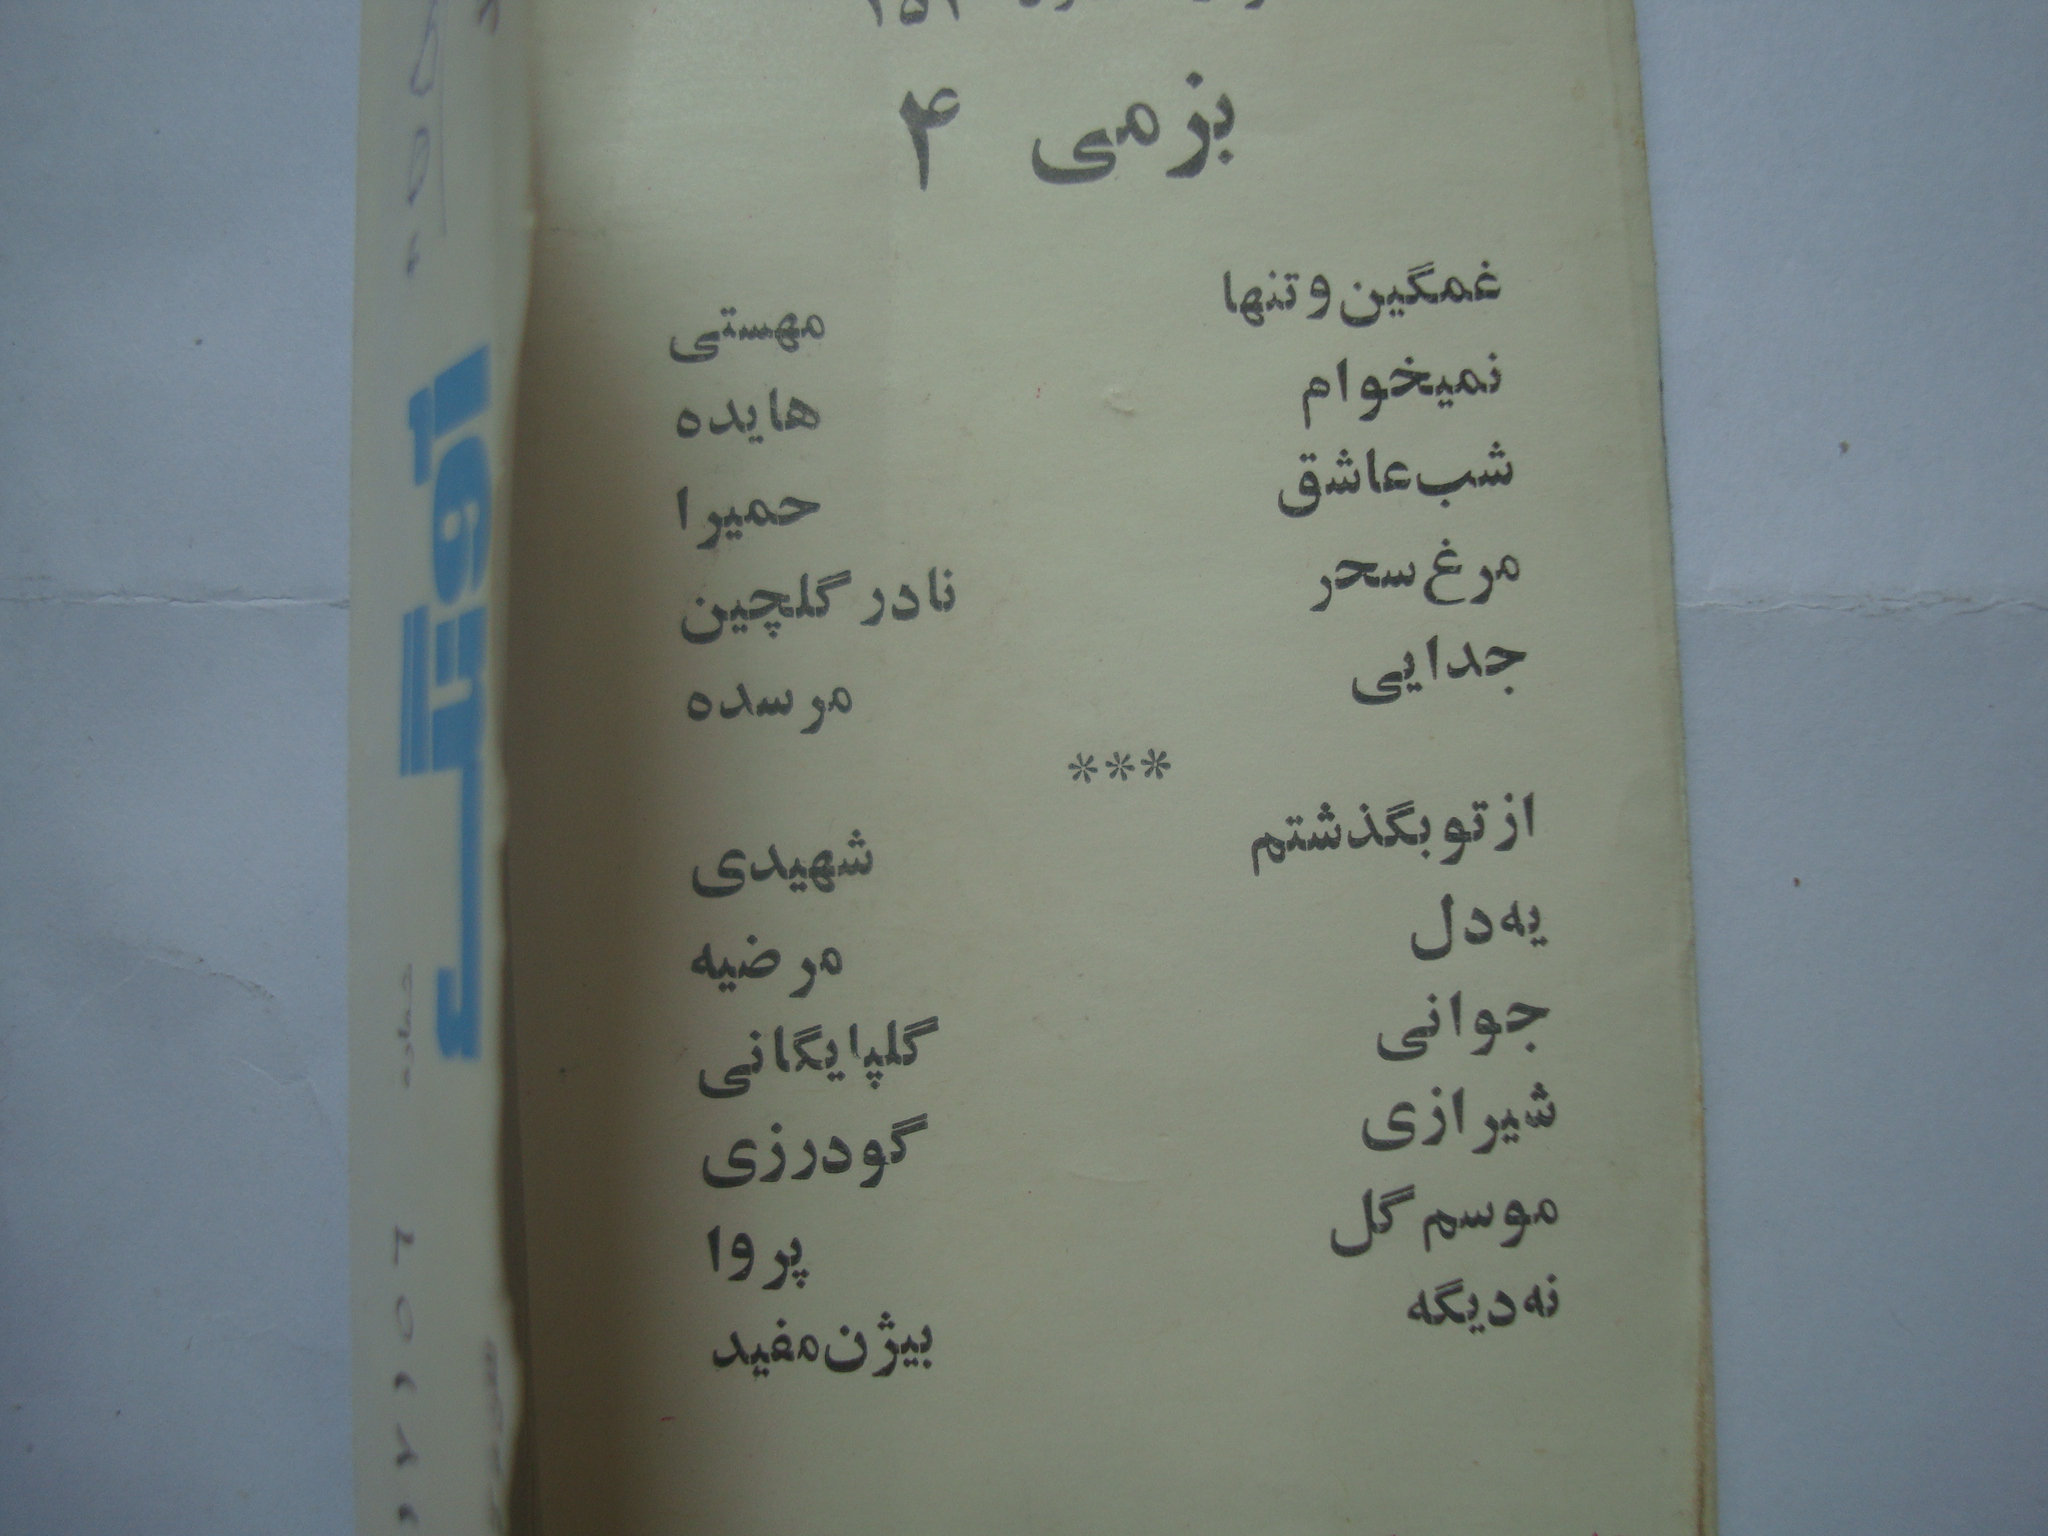 بزمی ۴
غمگین و تنها مهستی
نمیخوام هایده
شب عاشق حمیرا
مرغ سحر نادر گلچین
جدایی مرسده
***
از تو بگذشتم شهیدی
یه دل مرضیه
جوانی گلپایگانی
شیرازی گودرزی
موسم گل پروا
نه دیگه بیژن مفید
آونگ